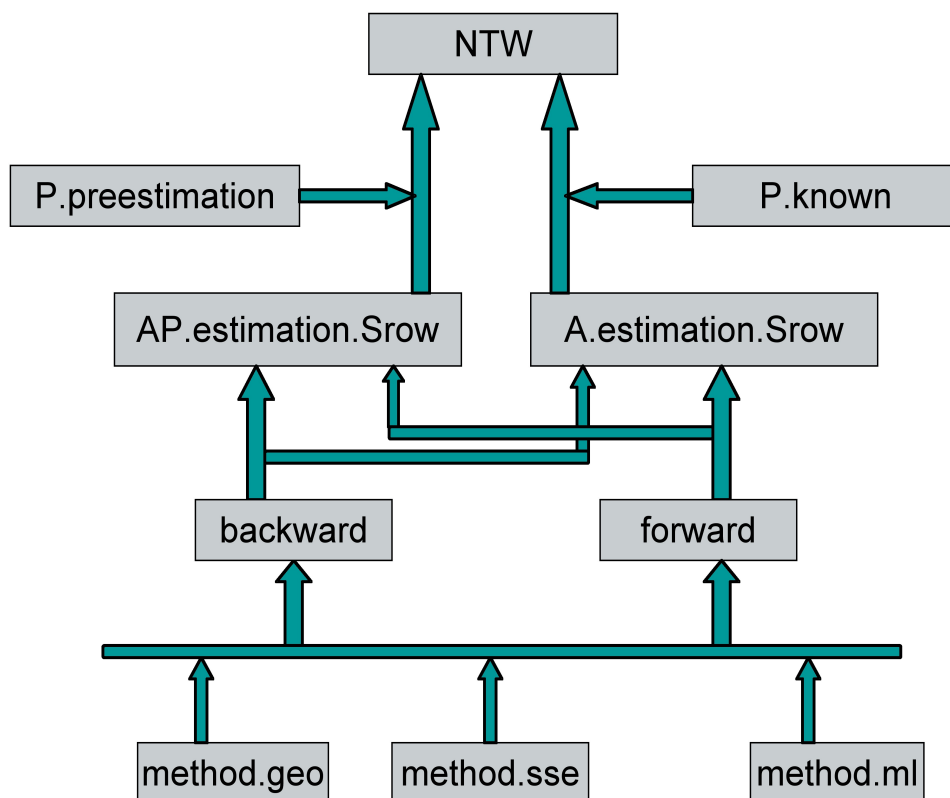 NTW
P.preestimation
P.known
AP.estimation.Srow
A.estimation.Srow
backward
forward
method.geo
method.sse
method.ml